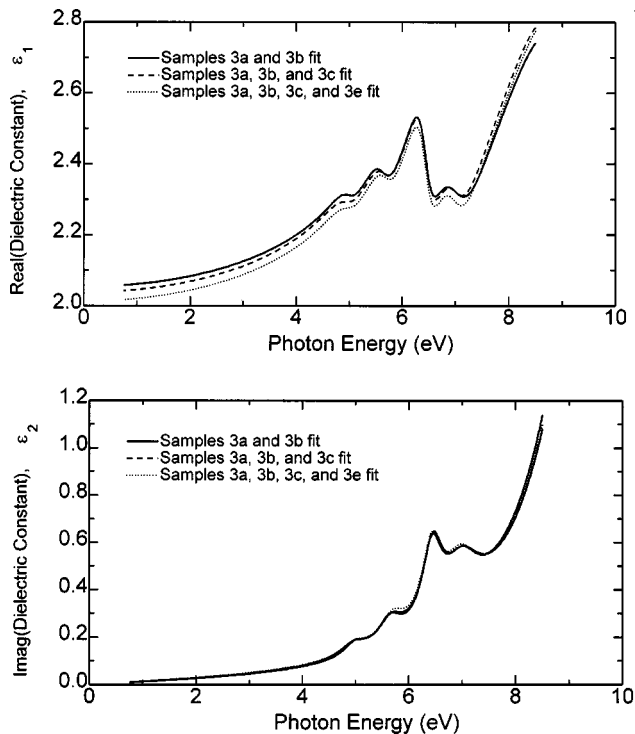 2.8
2.6
2.4
2.2
2.0
Real(Dielectric Constant), ε1
Samples 3a and 3b fit
Samples 3a, 3b, and 3c fit
Samples 3a, 3b, 3c, and 3e fit
0 2 4 6 8 10
Photon Energy (eV)
1.2
1.0
0.8
0.6
0.4
0.2
0.0
Imag(Dielectric Constant), ε2
Samples 3a and 3b fit
Samples 3a, 3b, and 3c fit
Samples 3a, 3b, 3c, and 3e fit
0 2 4 6 8 10
Photon Energy (eV)